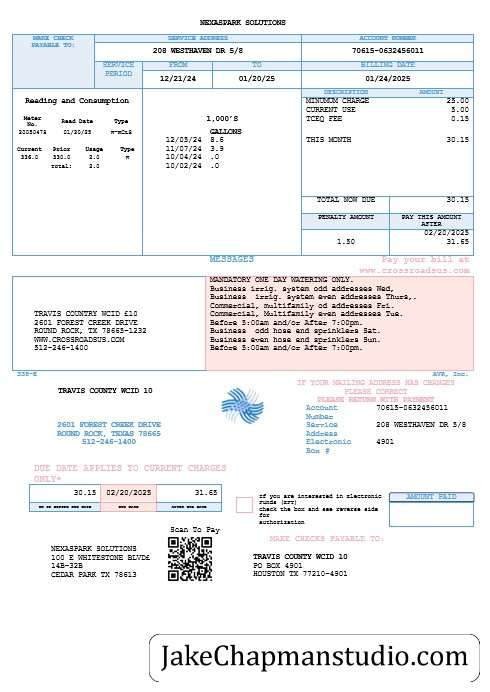 NEXASPARK SOLUTIONS
MAKE CHECK
PAYABLE TO:
SERVICE ADDRESS
ACCOUNT NUMBER
208 WESTHAVEN DR 5/8
70615-0632456011
SERVICE
PERIOD
FROM
TO
BILLING DATE
12/21/24
01/20/25
01/24/2025
Reading and Consumption
Meter
No.
Read Date
Type
20050478
01/20/25
Current
Prior
Usage
Type
336.0
330.0
2.0
Total:
2.0
1,000'S
GALLONS
12/05/24 8.6
11/07/24 3.9
10/04/24 .0
10/02/24 .0
DESCRIPTION
AMOUNT
MINUMUM CHARGE 25.00
CURRENT USE 5.00
TCEQ FEE 0.15
THIS MONTH 30.15
TOTAL NOW DUE 30.15
PENALTY AMOUNT
PAY THIS AMOUNT
AFTER
02/20/2025
1.50
31.65
MESSAGES
Pay your bill at
www.crossroadsus.com
TRAVIS COUNTRY WCID £10
2601 FOREST CREEK DRIVE
ROUND ROCK, TX 78665-1232
WWW.CROSSROADSUS.COM
512-246-1400
MANDATORY ONE DAY WATERING ONLY.
Business irrig. system odd addresses Wed,
Business irrig. system even addresses Thurs,.
Commercial, multifamily od addresses Fri.
Commercial, Multifamily even addresses Tue.
Before 5:00am and/or After 7:00pm.
Business odd hose end sprinklers Sat.
Business even hose end sprinklers Sun.
Before 5:00am and/or After 7:00pm.
AVR, Inc.
TRAVIS COUNTY WCID 10
2601 FOREST CREEK DRIVE
ROUND ROCK, TEXAS 78665
512-246-1400
IF YOUR MAILING ADDRESS HAS CHANGES
PLEASE CORRECT
PLEASE RETURN WITH PAYMENT
Account
Number
70615-0632456011
Service
Address
208 WESTHAVEN DR 5/8
Electronic
Box #
4901
DUE DATE APPLIES TO CURRENT CHARGES
ONLY*
30.15
02/20/2025
31.65
DUE DATE
AFTER DUE DATE
if you are interested in electronic
funds (EFT)
check the box and see reverse side
for
authorization
AMOUNT PAID
Scan To Pay
MAKE CHECKS PAYABLE TO:
NEXASPARK SOLUTIONS
100 E WHITESTONE BLVD£
14B-32B
CEDAR PARK TX 78613
TRAVIS COUNTY WCID 10
PO BOX 4901
HOUSTON TX 77210-4901
JakeChapmanstudio.com